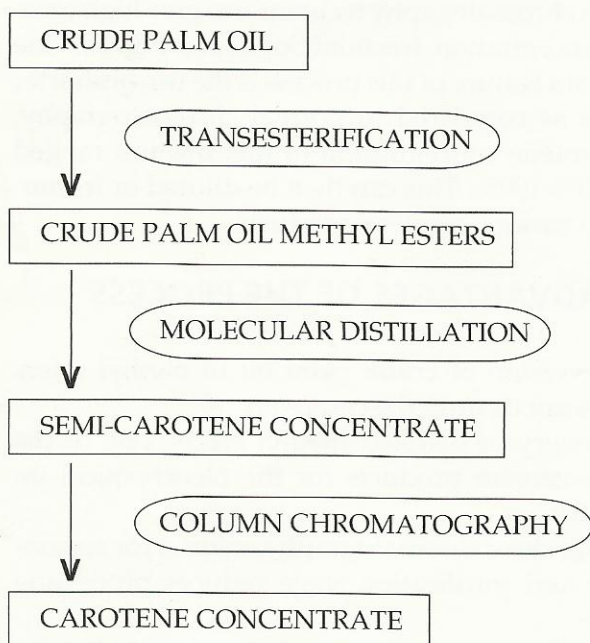 CRUDE PALM OIL
TRANSESTERIFICATION
CRUDE PALM OIL METHYL ESTERS
MOLECULAR DISTILLATION
SEMI-CAROTENE CONCENTRATE
COLUMN CHROMATOGRAPHY
CAROTENE CONCENTRATE